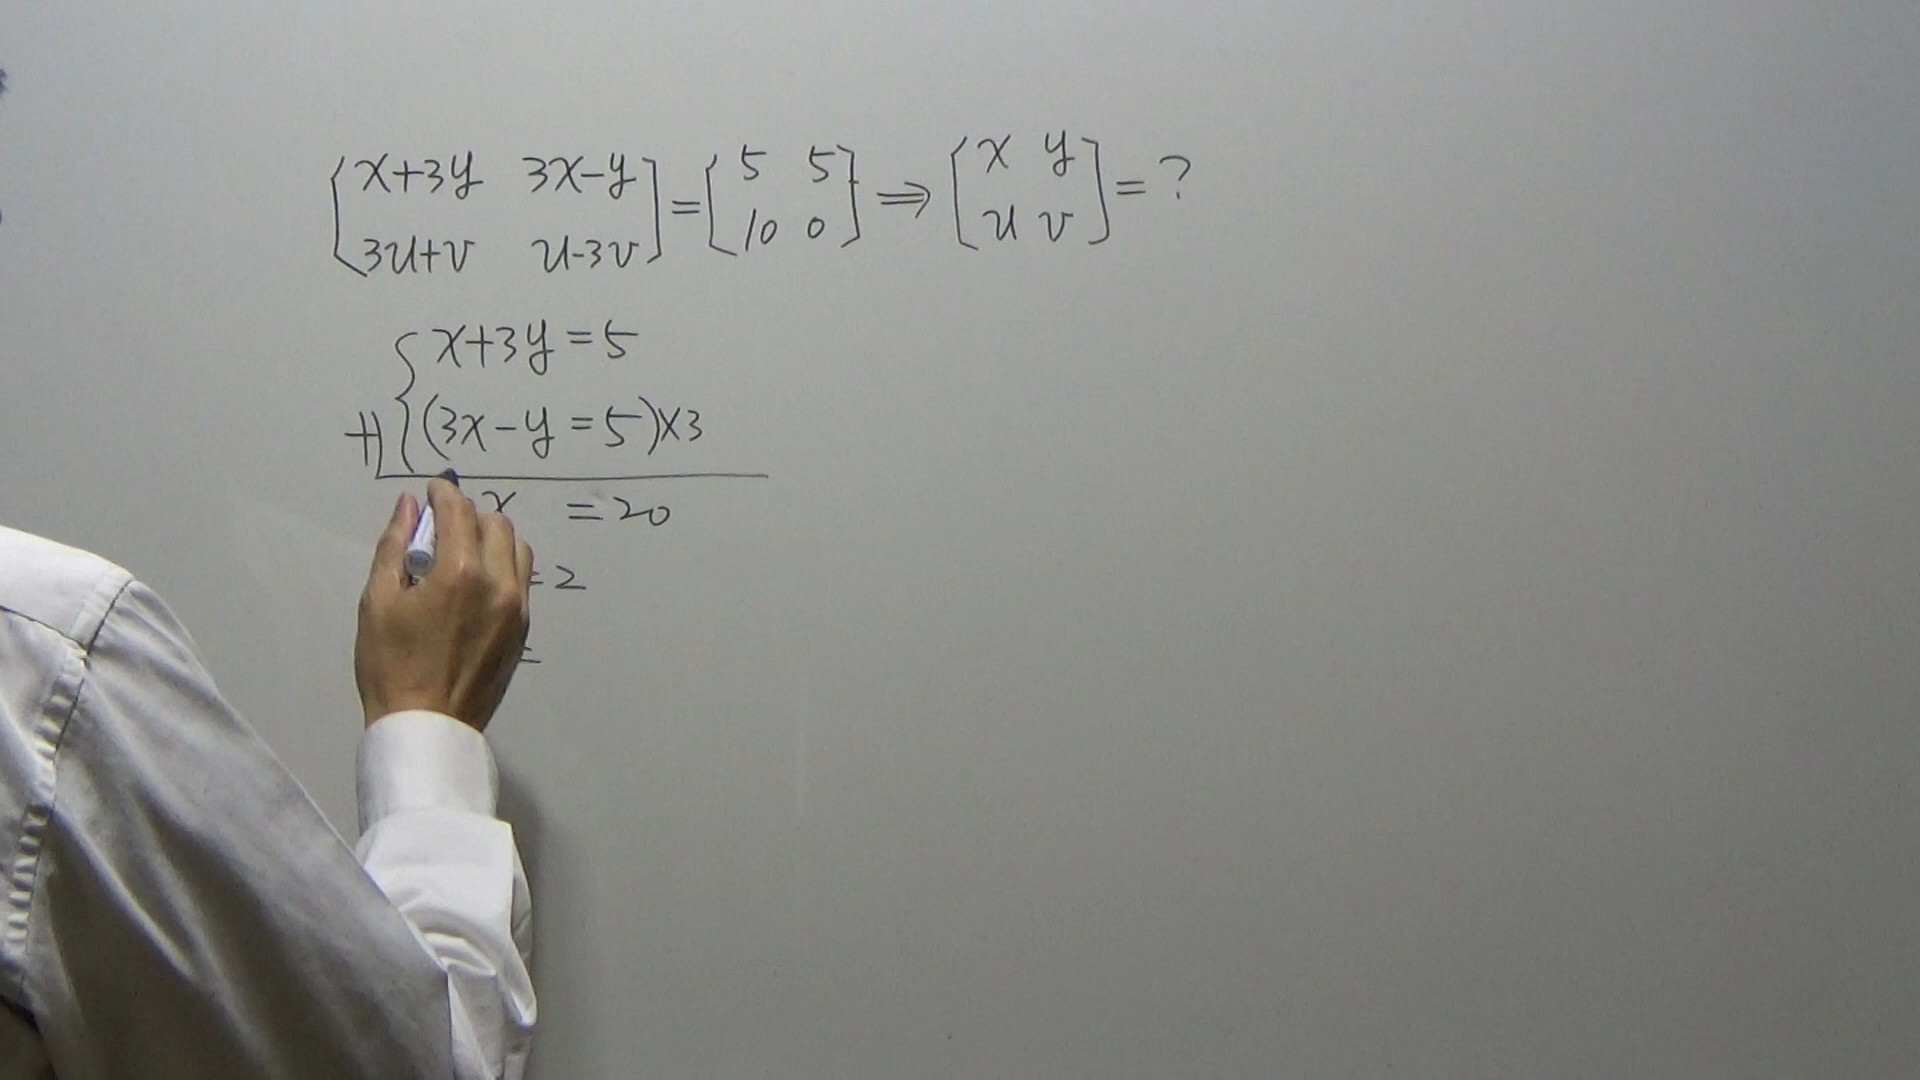 [x+3y 3x-y] = [5 5] ⇒ [x y] = ?
[3u+v u-3v] [10 0] [u v]
{x+3y=5
+){(3x-y=5)×3
x =20
=2
=